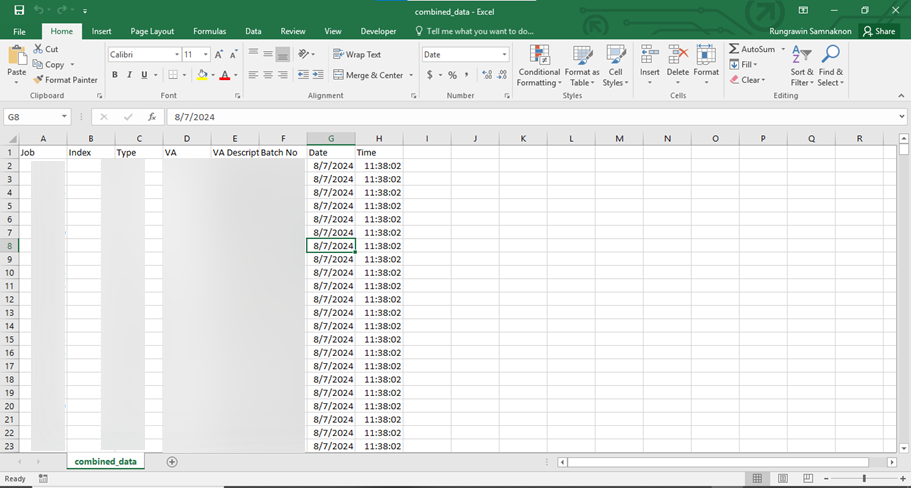 combined_data - Excel
File Home Insert Page Layout Formulas Data Review View Developer Tell me what you want to do... Rungrawin Samnaknon Share
Paste
Cut
Copy
Format Painter
Clipboard
Calibri 11
B I U
Font
Wrap Text
Merge & Center
Alignment
Date
$ % ,
Number
Conditional Formatting
Format as Table
Cell Styles
Styles
Insert Delete Format
Cells
AutoSum
Fill
Clear
Sort & Filter
Find & Select
Editing
G8 fx 8/7/2024
A B C D E F G H I J K L M N O P Q R
1 Job Index Type VA VA Descript Batch No Date Time
2 8/7/2024 11:38:02
3 8/7/2024 11:38:02
4 8/7/2024 11:38:02
5 8/7/2024 11:38:02
6 8/7/2024 11:38:02
7 8/7/2024 11:38:02
8 8/7/2024 11:38:02
9 8/7/2024 11:38:02
10 8/7/2024 11:38:02
11 8/7/2024 11:38:02
12 8/7/2024 11:38:02
13 8/7/2024 11:38:02
14 8/7/2024 11:38:02
15 8/7/2024 11:38:02
16 8/7/2024 11:38:02
17 8/7/2024 11:38:02
18 8/7/2024 11:38:02
19 8/7/2024 11:38:02
20 8/7/2024 11:38:02
21 8/7/2024 11:38:02
22 8/7/2024 11:38:02
23 8/7/2024 11:38:02
combined_data
Ready